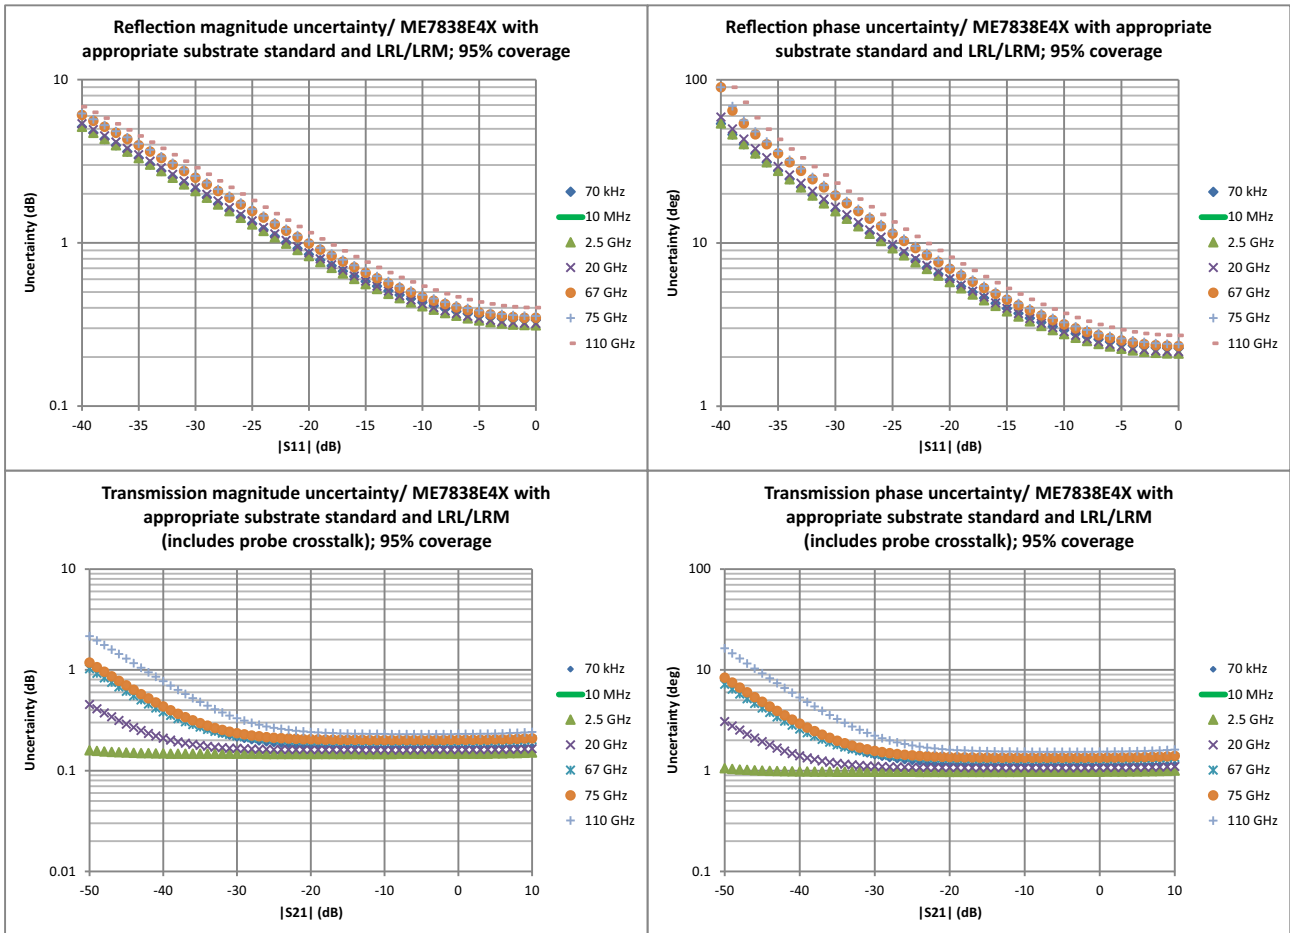 Reflection magnitude uncertainty/ ME7838E4X with
appropriate substrate standard and LRL/LRM; 95% coverage
10
1
0.1
Uncertainty (dB)
-40 -35 -30 -25 -20 -15 -10 -5 0
|S11| (dB)
70 kHz
10 MHz
2.5 GHz
20 GHz
67 GHz
75 GHz
110 GHz
Reflection phase uncertainty/ ME7838E4X with appropriate
substrate standard and LRL/LRM; 95% coverage
100
10
1
Uncertainty (deg)
-40 -35 -30 -25 -20 -15 -10 -5 0
|S11| (dB)
70 kHz
10 MHz
2.5 GHz
20 GHz
67 GHz
75 GHz
110 GHz
Transmission magnitude uncertainty/ ME7838E4X with
appropriate substrate standard and LRL/LRM
(includes probe crosstalk); 95% coverage
10
1
0.1
0.01
Uncertainty (dB)
-50 -40 -30 -20 -10 0 10
|S21| (dB)
70 kHz
10 MHz
2.5 GHz
20 GHz
67 GHz
75 GHz
110 GHz
Transmission phase uncertainty/ ME7838E4X with
appropriate substrate standard and LRL/LRM
(includes probe crosstalk); 95% coverage
100
10
1
0.1
Uncertainty (deg)
-50 -40 -30 -20 -10 0 10
|S21| (dB)
70 kHz
10 MHz
2.5 GHz
20 GHz
67 GHz
75 GHz
110 GHz